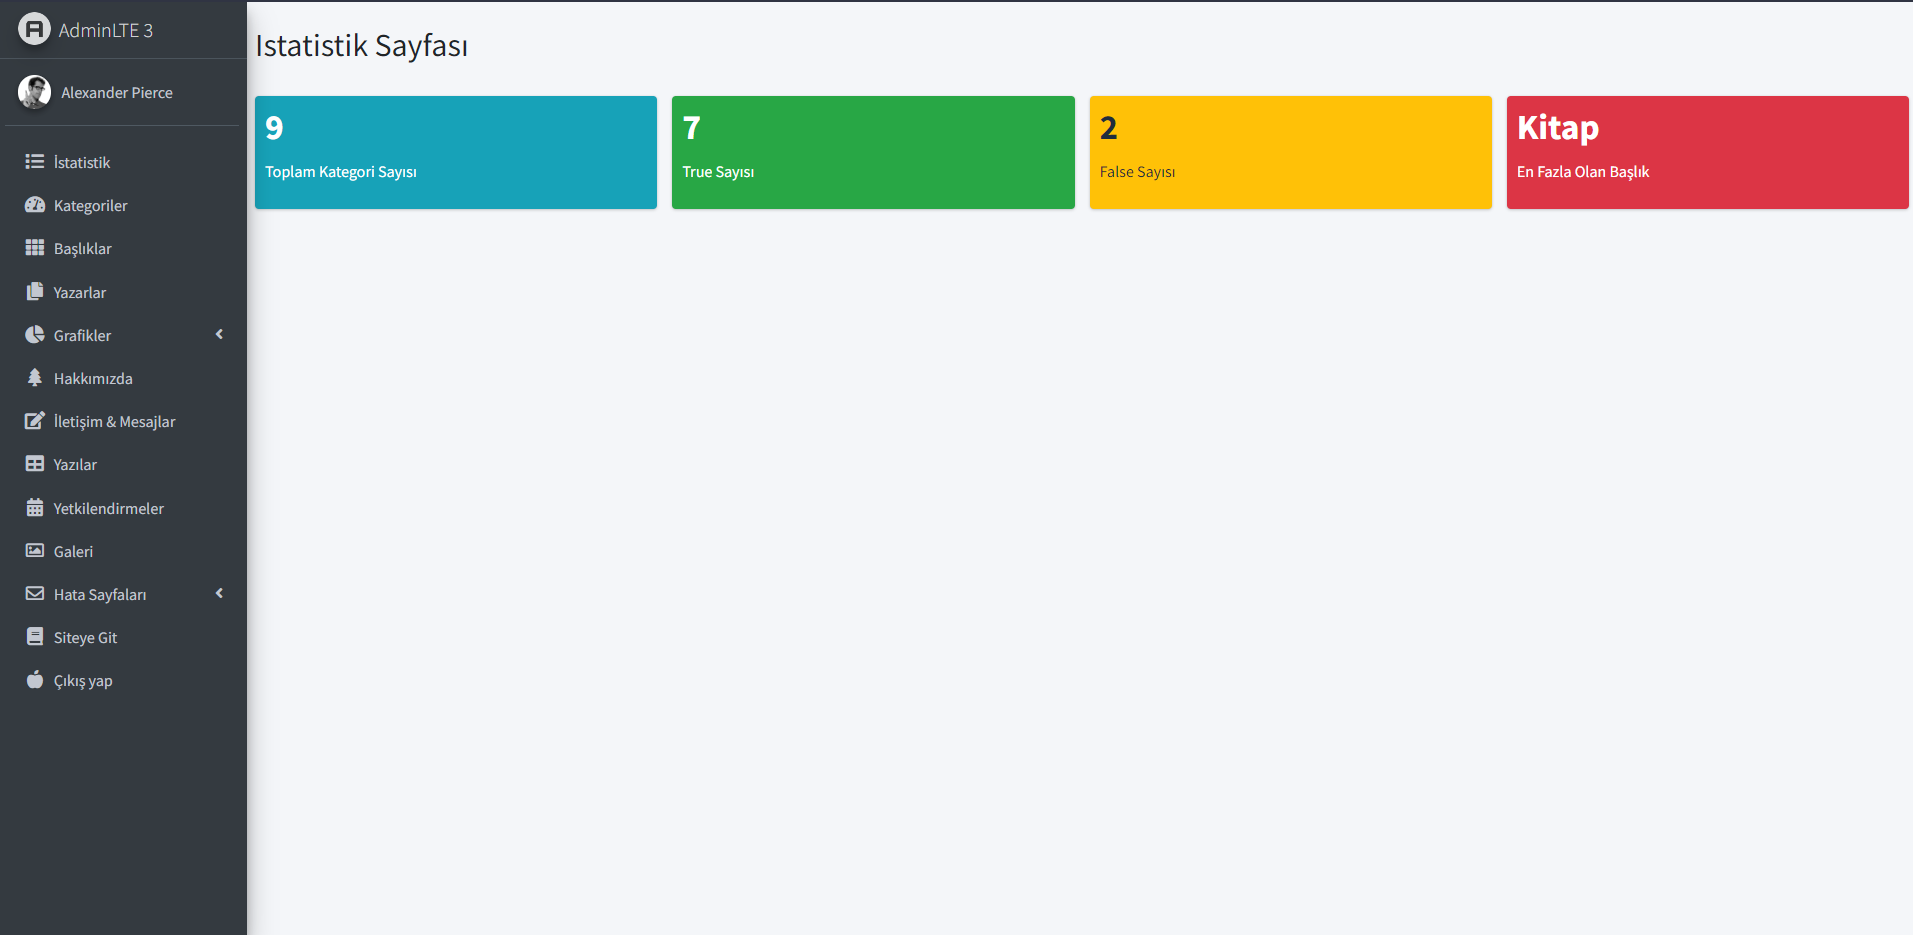 AdminLTE 3
Alexander Pierce
İstatistik
Kategoriler
Başlıklar
Yazarlar
Grafikler
Hakkımızda
İletişim & Mesajlar
Yazılar
Yetkilendirmeler
Galeri
Hata Sayfaları
Siteye Git
Çıkış yap
Istatistik Sayfası
9
Toplam Kategori Sayısı
7
True Sayısı
2
False Sayısı
Kitap
En Fazla Olan Başlık